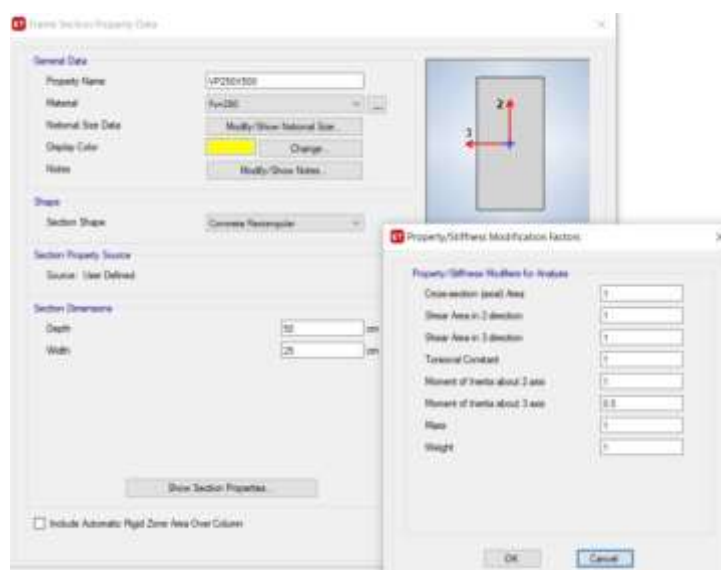 Frame Section Property Data
General Data
Property Name
VP250X500
Material
...
Notional Size Data
Modify/Show Notional Size...
Display Color
Change...
Notes
Modify/Show Notes...
2
3
Shape
Section Shape
Concrete Rectangular
Section Property Source
Source: User Defined
Section Dimensions
Depth
50
cm
Width
25
cm
Show Section Properties...
Include Automatic Rigid Zone Area Over Column
Property/Stiffness Modification Factors
X
Property/Stiffness Modifiers for Analysis
Cross-section (axial) Area
1
Shear Area in 2 direction
1
Shear Area in 3 direction
1
Torsional Constant
1
Moment of Inertia about 2 axis
1
Moment of Inertia about 3 axis
0.5
Mass
1
Weight
1
OK
Cancel